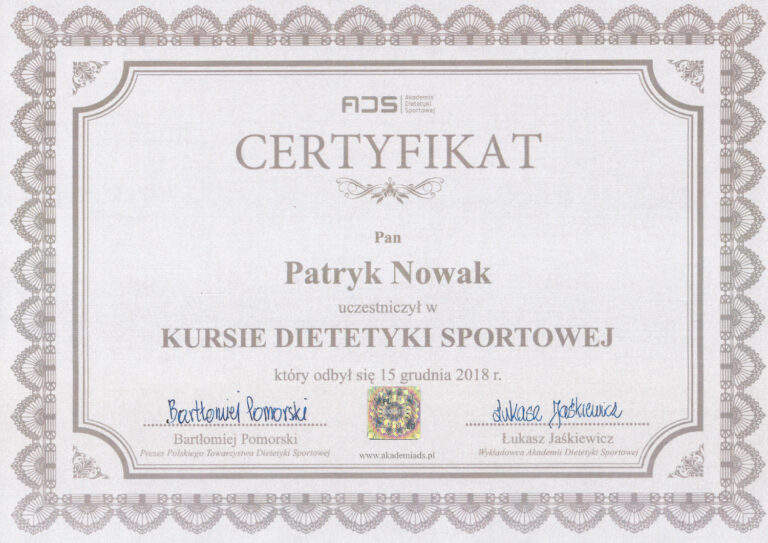 ADS Akademia
Dietetyki
Sportowej
CERTYFIKAT
Pan
Patryk Nowak
uczestniczył w
KURSIE DIETETYKI SPORTOWEJ
który odbył się 15 grudnia 2018 r.
Bartłomiej Pomorski
Łukasz Jaśkiewicz
Bartłomiej Pomorski
Łukasz Jaśkiewicz
Prezes Polskiego Towarzystwa Dietetyki Sportowej
www.akademiads.pl
Wykładowca Akademii Dietetyki Sportowej